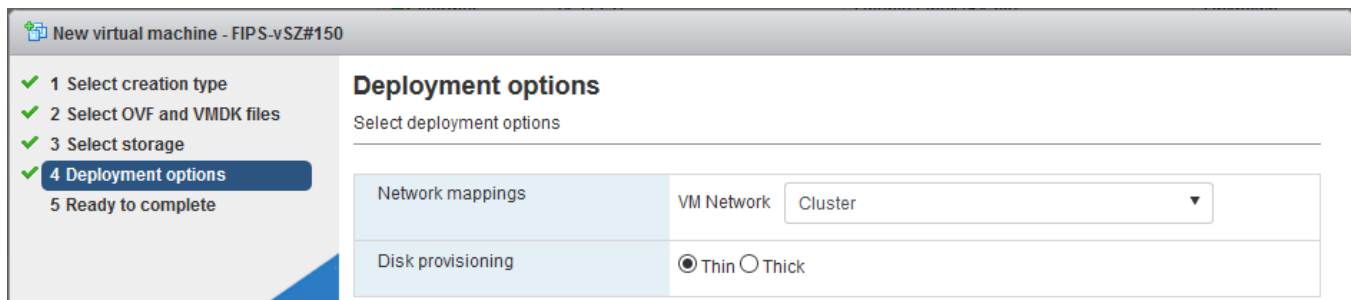 New virtual machine - FIPS-vSZ#150
1 Select creation type
2 Select OVF and VMDK files
3 Select storage
4 Deployment options
5 Ready to complete
Deployment options
Select deployment options
Network mappings
VM Network Cluster
Disk provisioning
Thin Thick